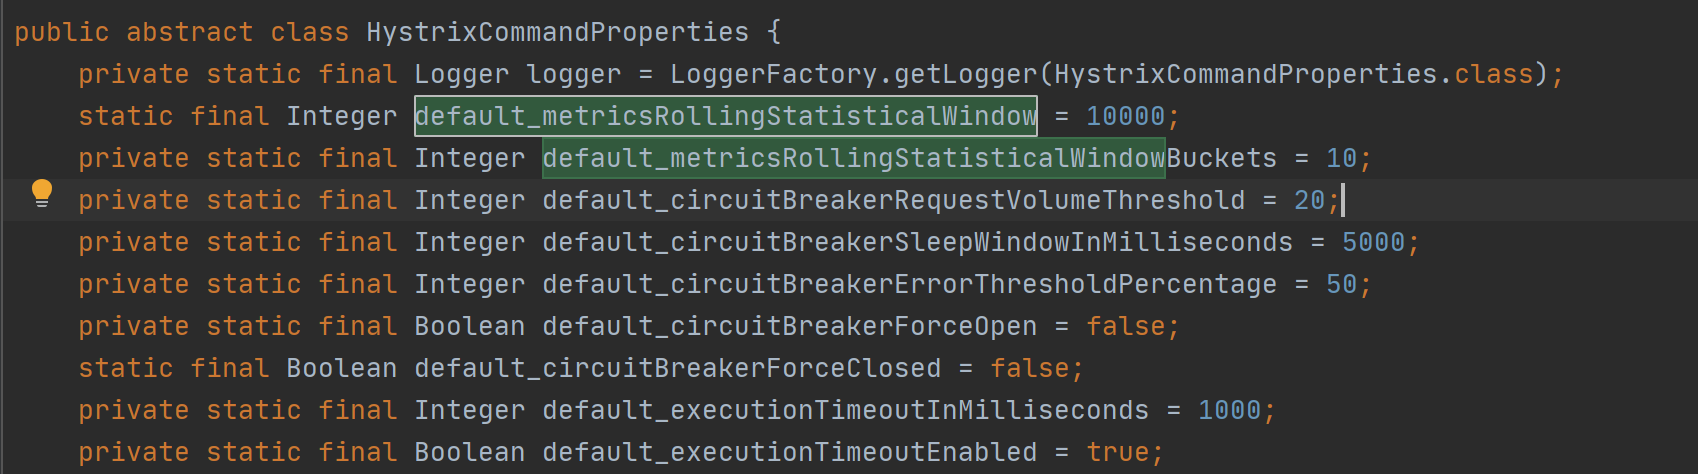 public abstract class HystrixCommandProperties {
private static final Logger logger = LoggerFactory.getLogger(HystrixCommandProperties.class);
static final Integer default_metricsRollingStatisticalWindow = 10000;
private static final Integer default_metricsRollingStatisticalWindowBuckets = 10;
private static final Integer default_circuitBreakerRequestVolumeThreshold = 20;
private static final Integer default_circuitBreakerSleepWindowInMilliseconds = 5000;
private static final Integer default_circuitBreakerErrorThresholdPercentage = 50;
private static final Boolean default_circuitBreakerForceOpen = false;
static final Boolean default_circuitBreakerForceClosed = false;
private static final Integer default_executionTimeoutInMilliseconds = 1000;
private static final Boolean default_executionTimeoutEnabled = true;